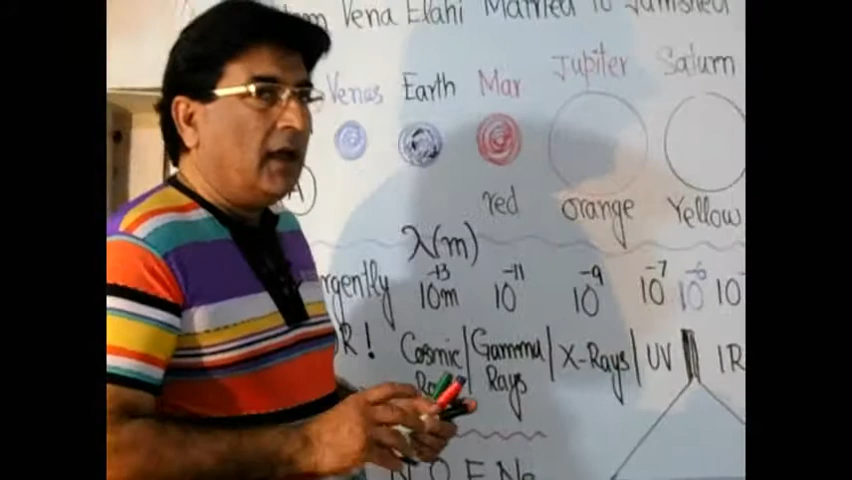 Vena Elahi Married To Jamshed
Venus Earth Mar Jupiter Saturn
A
red orange Yellow
λ(m)
rgently 10⁻¹³m 10⁻¹¹ 10⁻⁹ 10⁻⁷ 10⁻⁶ 10⁻
R! Cosmic | Gamma | X-Rays | UV IR
Rays
N O F Ne